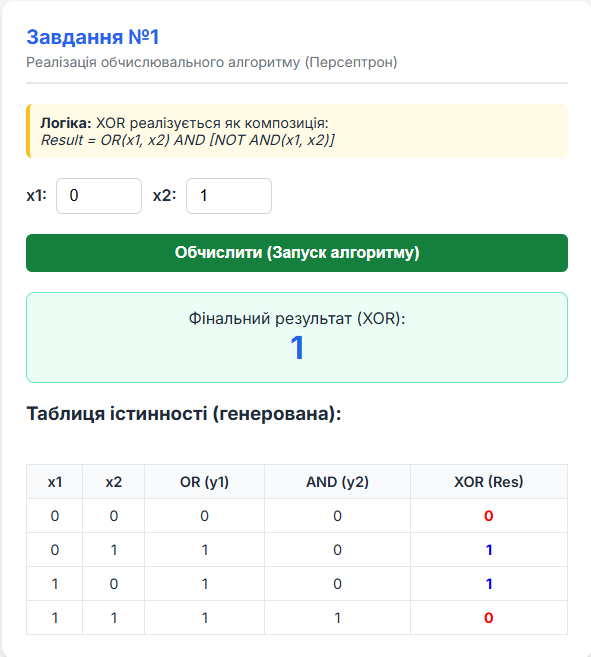 Завдання №1
Реалізація обчислювального алгоритму (Персептрон)
Логіка: XOR реалізується як композиція:
Result = OR(x1, x2) AND [NOT AND(x1, x2)]
x1: 0 x2: 1
Обчислити (Запуск алгоритму)
Фінальний результат (XOR):
1
Таблиця істинності (генерована):
x1 x2 OR (y1) AND (y2) XOR (Res)
0 0 0 0 0
0 1 1 0 1
1 0 1 0 1
1 1 1 1 0